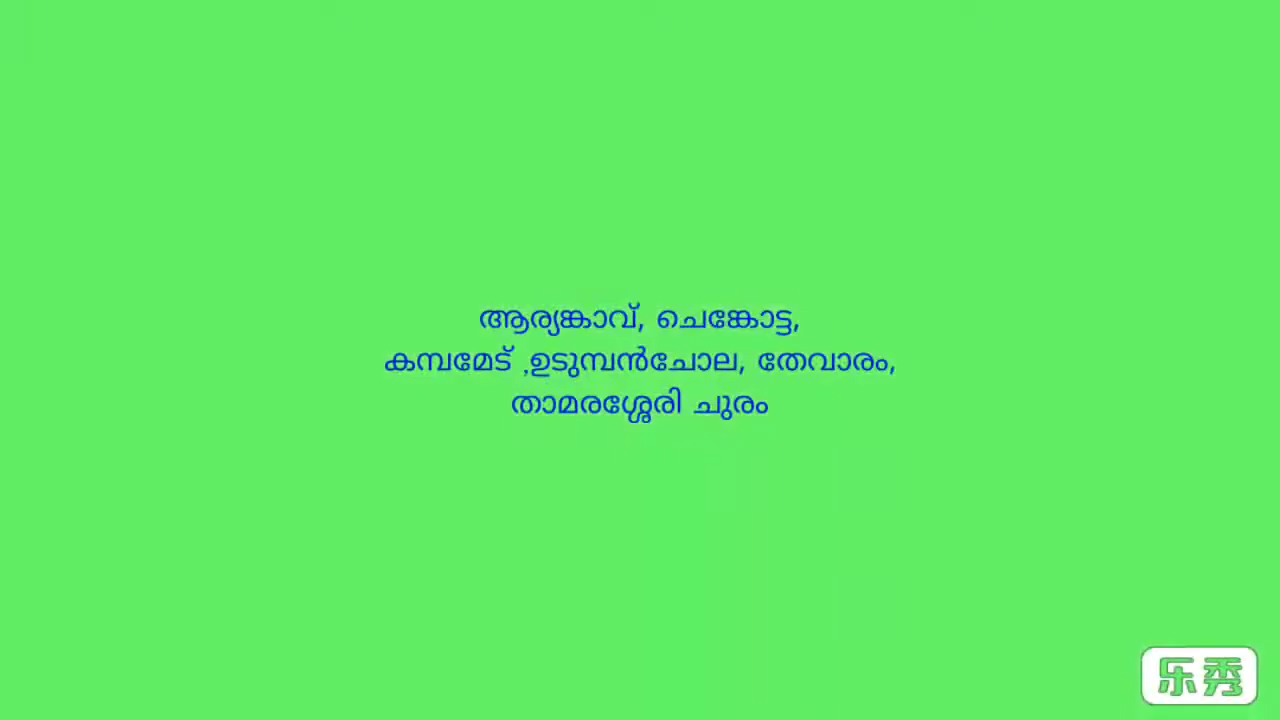 ആര്യങ്കാവ്, ചെങ്കോട്ട,
കമ്പമേട് ,ഉടുമ്പൻചോല, തേവാരം,
താമരശ്ശേരി ചുരം
乐秀